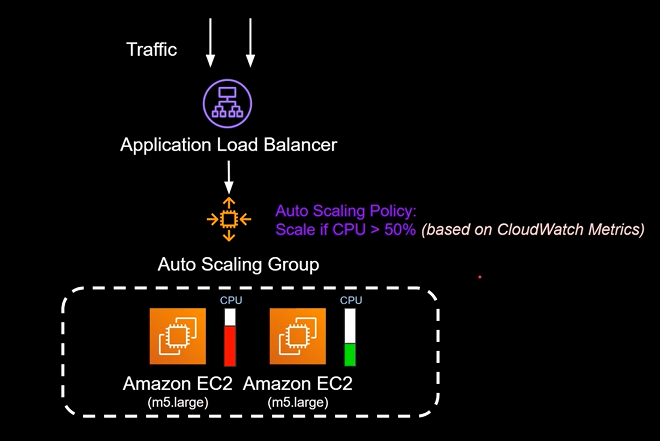 Traffic
Application Load Balancer
Auto Scaling Policy:
Scale if CPU > 50% (based on CloudWatch Metrics)
Auto Scaling Group
CPU
CPU
Amazon EC2
(m5.large)
Amazon EC2
(m5.large)